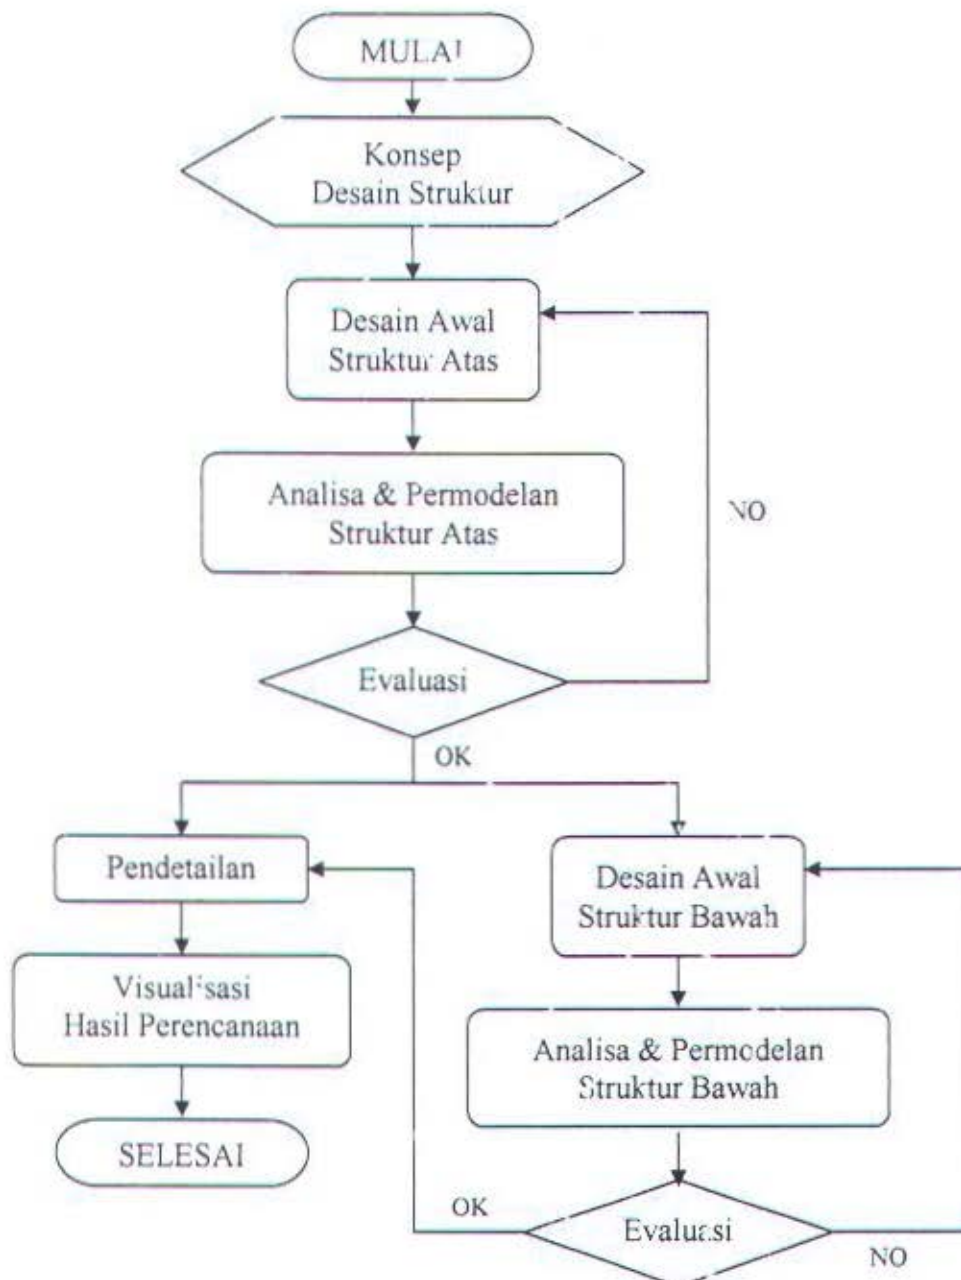 MULAI
Konsep
Desain Struktur
Desain Awal
Struktur Atas
Analisa & Permodelan
Struktur Atas
NO
Evaluasi
OK
Pendetailan
Desain Awal
Struktur Bawah
Visualisasi
Hasil Perencanaan
Analisa & Permodelan
Struktur Bawah
SELESAI
OK
Evaluasi
NO